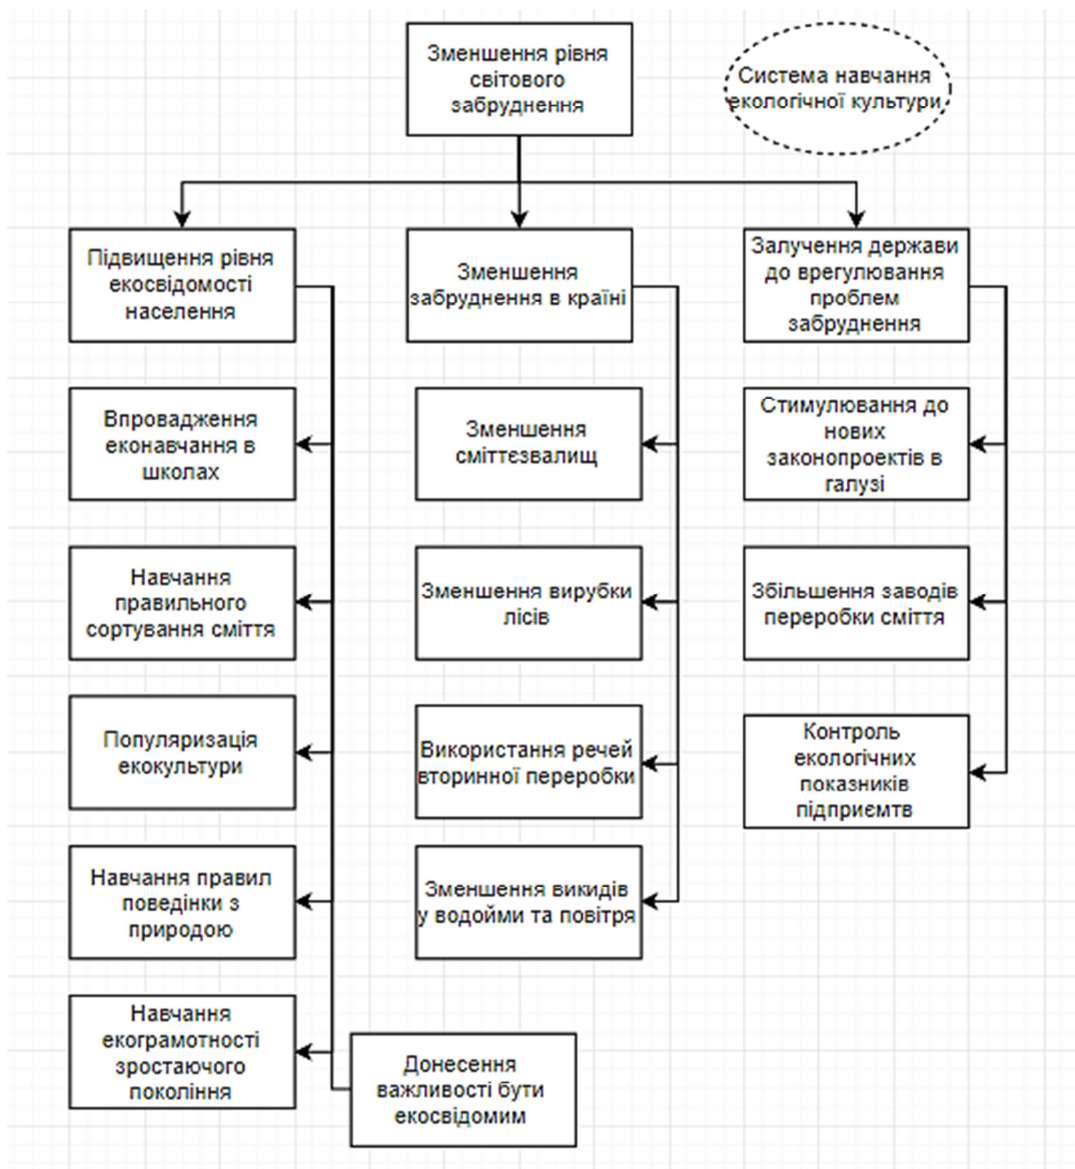 Зменшення рівня
світового
забруднення
Система навчання
екологічної культури
Підвищення рівня
екосвідомості
населення
Зменшення
забруднення в країні
Залучення держави
до врегулювання
проблем
забруднення
Впровадження
еконавчання в
школах
Зменшення
сміттєзвалищ
Стимулювання до
нових
законопроектів в
галузі
Навчання
правильного
сортування сміття
Зменшення вирубки
лісів
Збільшення заводів
переробки сміття
Популяризація
екокультури
Використання речей
вторинної переробки
Контроль
екологічних
показників
підприємтв
Навчання правил
поведінки з
природою
Зменшення викидів
у водойми та повітря
Навчання
екограмотності
зростаючого
покоління
Донесення
важливості бути
екосвідомим